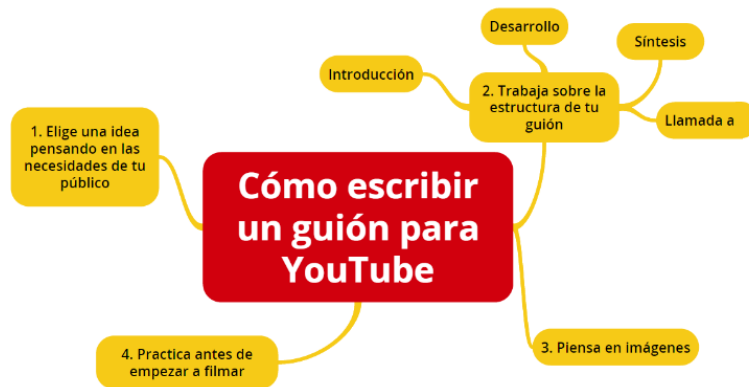 Cómo escribir
un guión para
YouTube
1. Elige una idea
pensando en las
necesidades de tu
público
2. Trabaja sobre la
estructura de tu
guión
Introducción
Desarrollo
Síntesis
Llamada a
3. Piensa en imágenes
4. Practica antes de
empezar a filmar